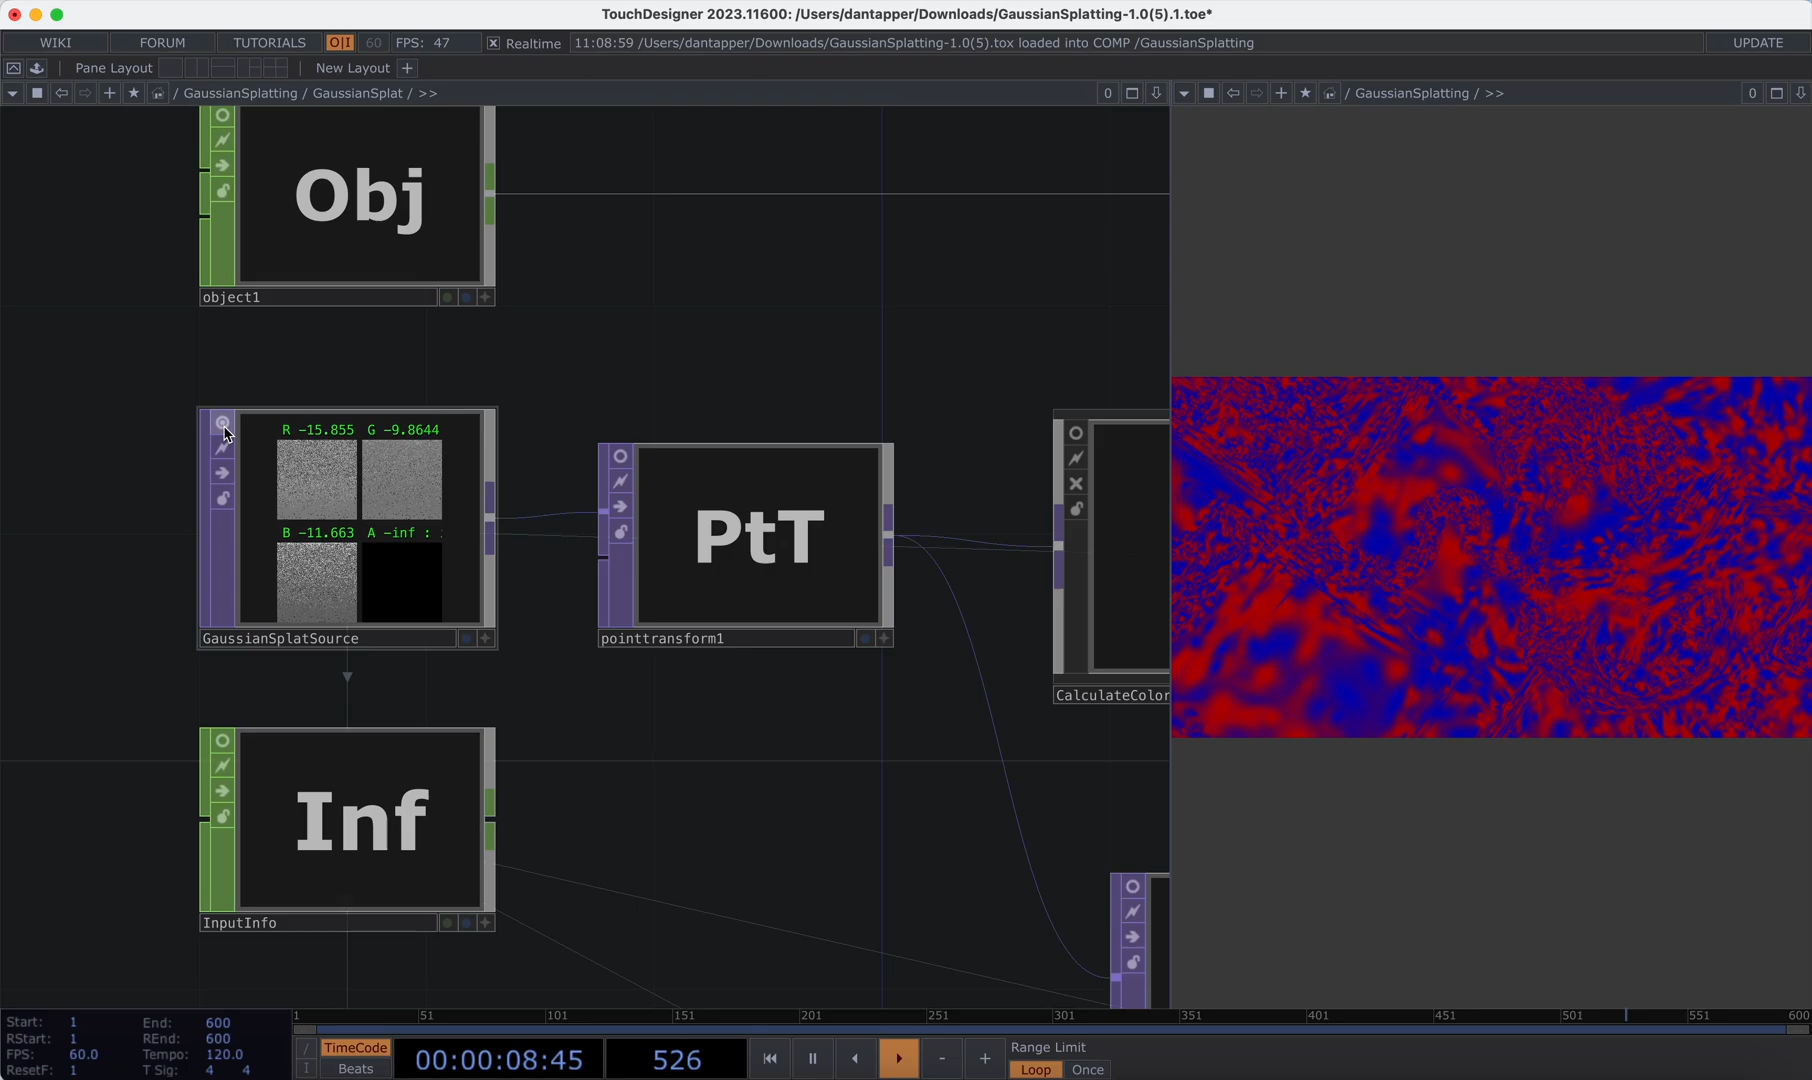 TouchDesigner 2023.11600: /Users/dantapper/Downloads/GaussianSplatting-1.0(5).1.toe*
WIKI FORUM TUTORIALS O|I 60 FPS: 47 Realtime 11:08:59 /Users/dantapper/Downloads/GaussianSplatting-1.0(5).tox loaded into COMP /GaussianSplatting UPDATE
Pane Layout New Layout +
/ GaussianSplatting / GaussianSplat / >> 0 / GaussianSplatting / >> 0
Obj
object1
R -15.855 G -9.8644
B -11.663 A -inf :
GaussianSplatSource
PtT
pointtransform1
CalculateColor
Inf
InputInfo
1 51 101 151 201 251 301 351 401 451 501 551 600
Start: 1 End: 600
RStart: 1 REnd: 600
FPS: 60.0 Tempo: 120.0
ResetF: 1 T Sig: 4 4
/ TimeCode
I Beats
00:00:08:45 526 - +
Range Limit
Loop Once